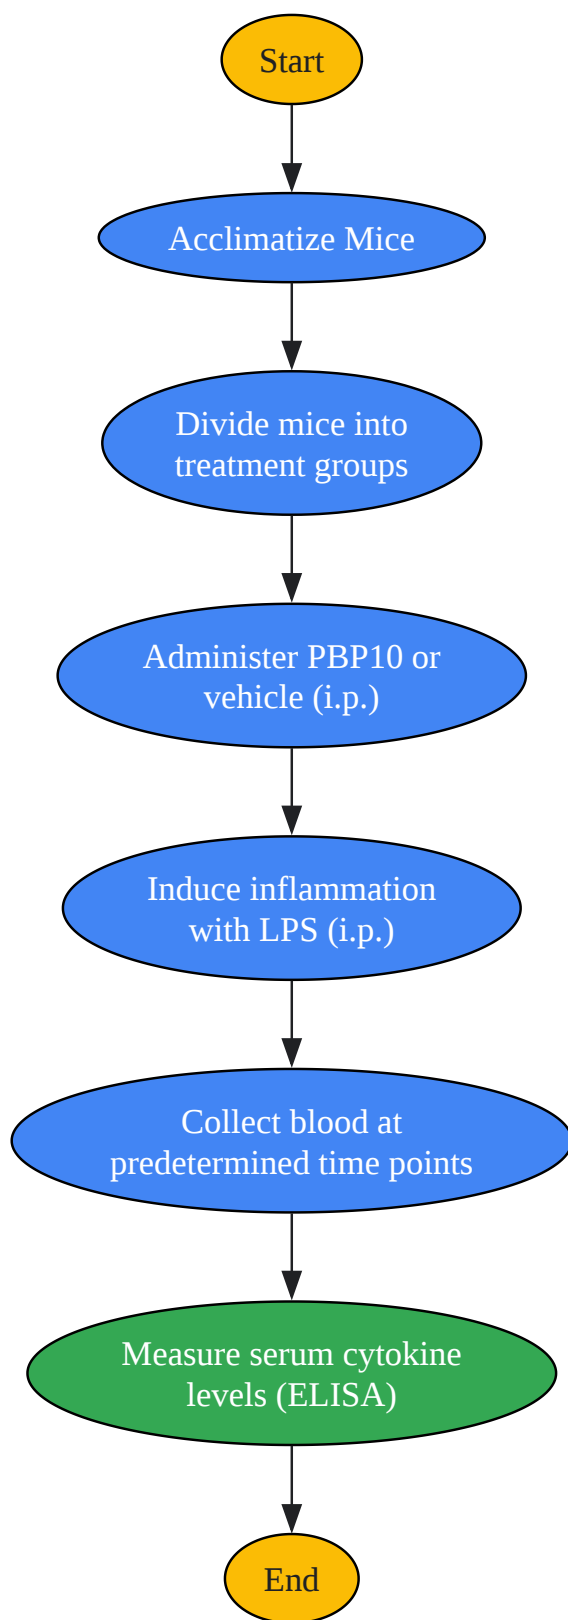 Start
Acclimatize Mice
Divide mice into
treatment groups
Administer PBP10 or
vehicle (i.p.)
Induce inflammation
with LPS (i.p.)
Collect blood at
predetermined time points
Measure serum cytokine
levels (ELISA)
End